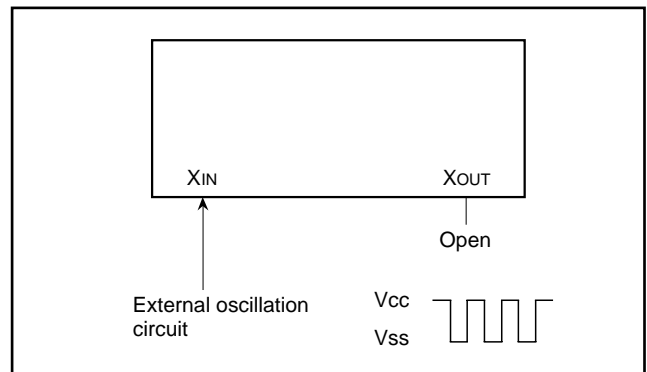 XIN
XOUT
Open
External oscillation
circuit
Vcc
Vss